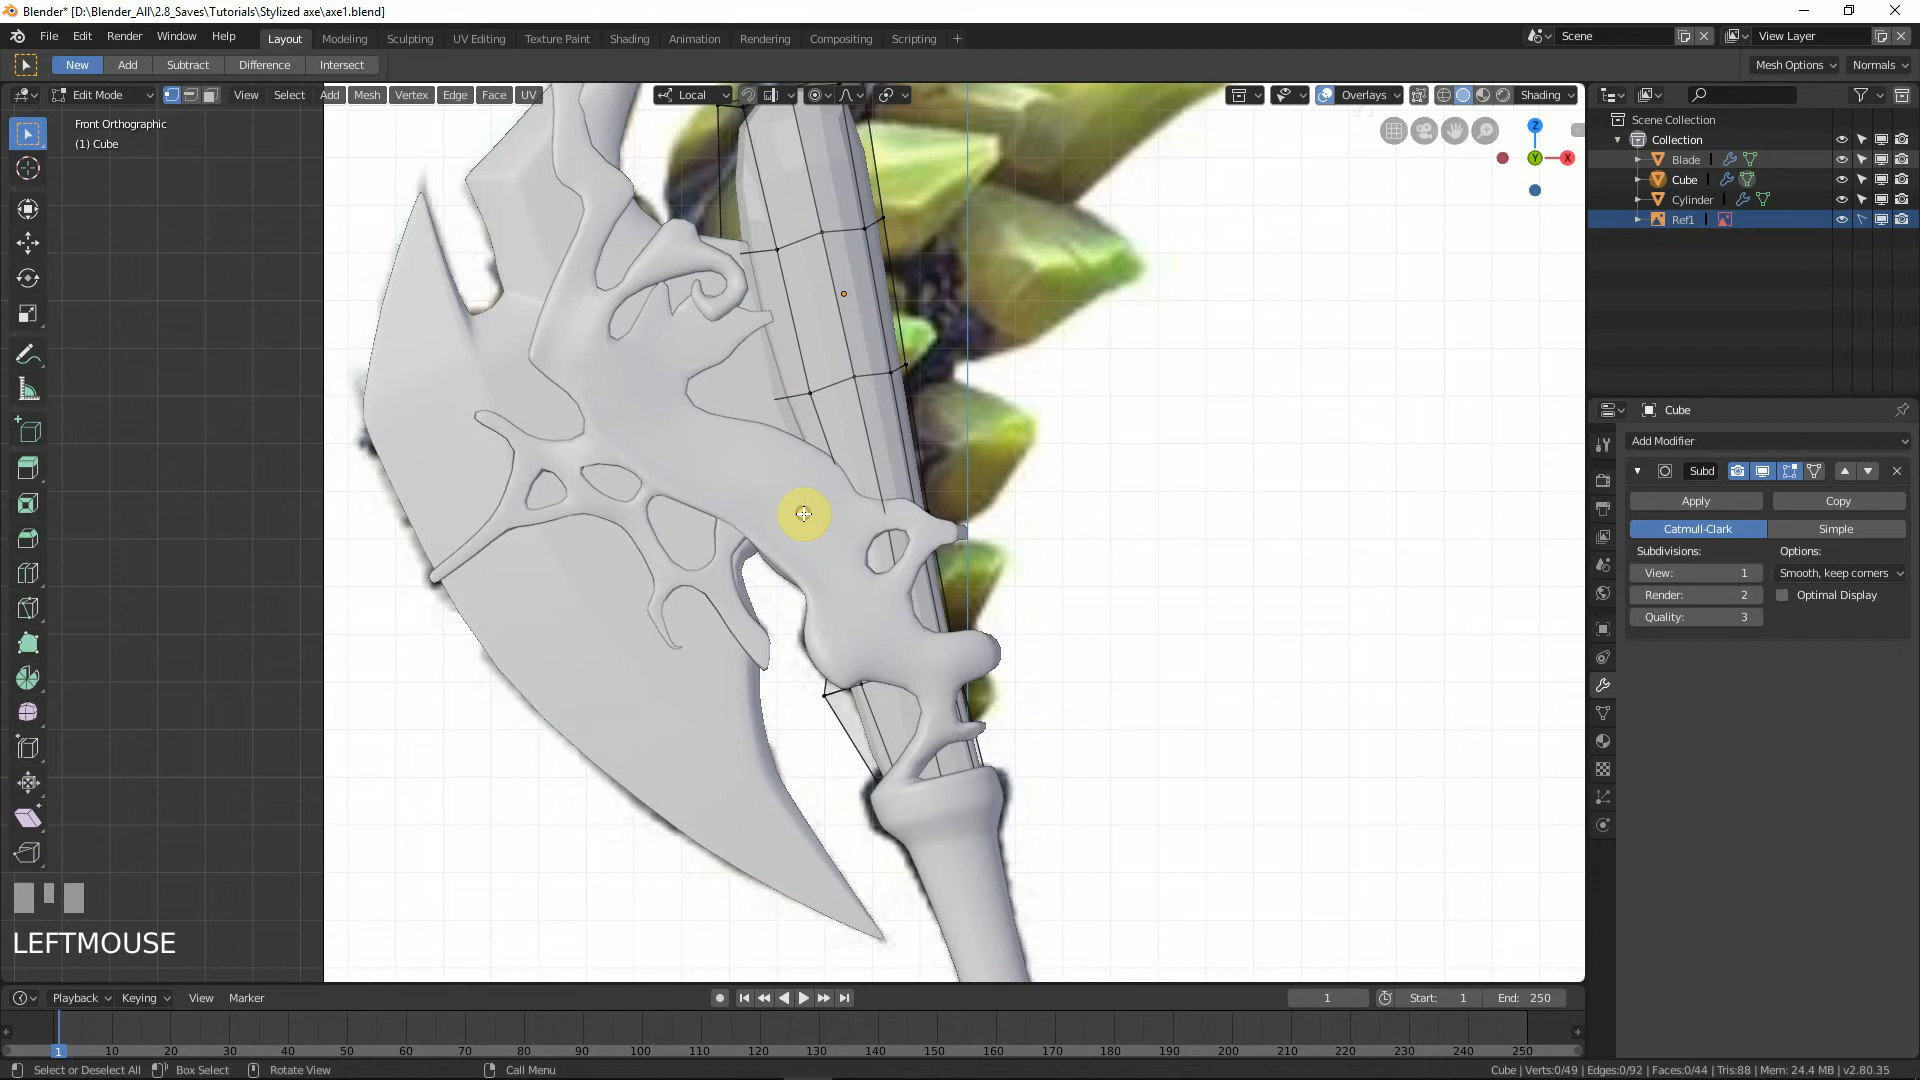 Blender* [D:\Blender_All\2.8_Saves\Tutorials\Stylized axe\axe1.blend]
File Edit Render Window Help Layout Modeling Sculpting UV Editing Texture Paint Shading Animation Rendering Compositing Scripting + Scene View Layer
New Add Subtract Difference Intersect Mesh Options Normals
Edit Mode View Select Add Mesh Vertex Edge Face UV Local Overlays Shading
Front Orthographic
(1) Cube
Z
Y
X
Scene Collection
Collection
Blade
Cube
Cylinder
Ref1
Cube
Add Modifier
Subd
Apply Copy
Catmull-Clark Simple
Subdivisions: Options:
View: 1 Smooth, keep corners
Render: 2 Optimal Display
Quality: 3
LEFTMOUSE
Playback Keying View Marker 1 Start: 1 End: 250
1 10 20 30 40 50 60 70 80 90 100 110 120 130 140 150 160 170 180 190 200 210 220 230 240 250
Select or Deselect All Box Select Rotate View Call Menu Cube | Verts:0/49 | Edges:0/92 | Faces:0/44 | Tris:88 | Mem: 24.4 MB | v2.80.35